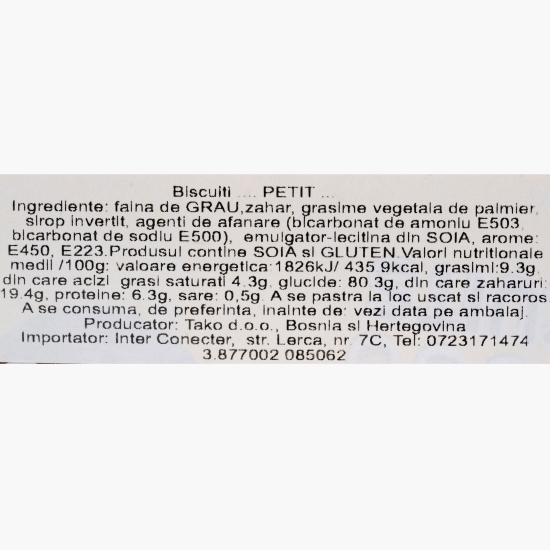 Biscuiti .... PETIT ...
Ingrediente: faina de GRAU,zahar, grasime vegetala de palmier,
sirop invertit, agenti de afanare (bicarbonat de amoniu E503,
bicarbonat de sodiu E500), emulgator-lecitina din SOIA, arome:
E450, E223.Produsul contine SOIA si GLUTEN.Valori nutritionale
medii /100g: valoare energetica:1826kJ/ 435.9kcal, grasimi:9.3g,
din care acizi grasi saturati 4.3g, glucide: 80.3g, din care zaharuri:
19.4g, proteine: 6.3g, sare: 0,5g. A se pastra la loc uscat si racoros.
A se consuma, de preferinta, inainte de: vezi data pe ambalaj.
Producator: Tako d.o.o., Bosnia si Hertegovina
Importator: Inter Conecter, str. Lerca, nr. 7C, Tel: 0723171474
3.877002 085062